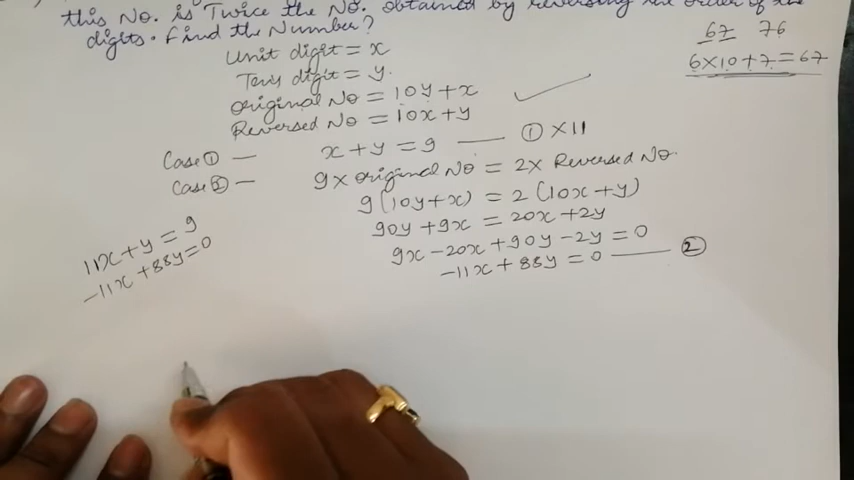 this No. is Twice the No. obtained by reversing the order of the
digits. Find the Number?
67 76
6×10+7=67
Unit digit = x
Tens digit = y.
Original No = 10y+x
Reversed No = 10x+y
Case ① — x+y = 9 — ① ×11
Case ② — 9× original No = 2× Reversed No.
9(10y+x) = 2(10x+y)
90y+9x = 20x+2y
9x-20x+90y-2y=0
-11x+88y=0 — ②
11x+y=9
-11x+88y=0